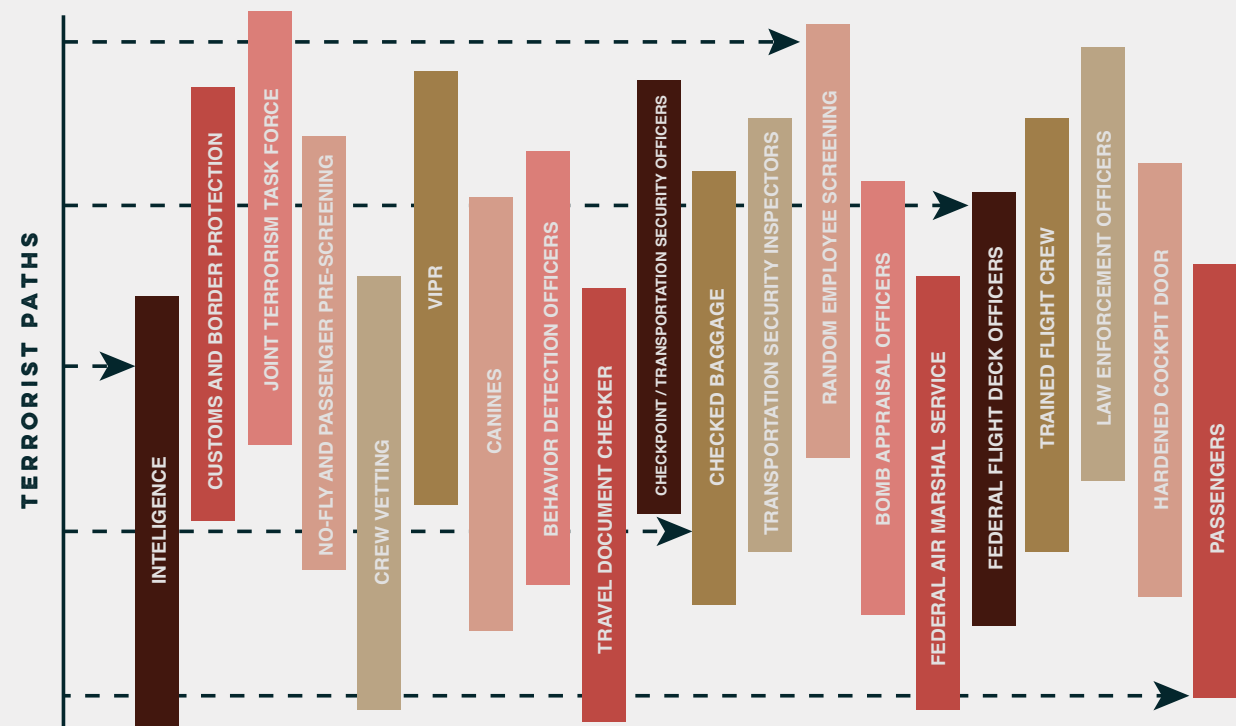 TERRORIST PATHS
INTELIGENCE
CUSTOMS AND BORDER PROTECTION
JOINT TERRORISM TASK FORCE
NO-FLY AND PASSENGER PRE-SCREENING
CREW VETTING
VIPR
CANINES
BEHAVIOR DETECTION OFFICERS
TRAVEL DOCUMENT CHECKER
CHECKPOINT / TRANSPORTATION SECURITY OFFICERS
CHECKED BAGGAGE
TRANSPORTATION SECURITY INSPECTORS
RANDOM EMPLOYEE SCREENING
BOMB APPRAISAL OFFICERS
FEDERAL AIR MARSHAL SERVICE
FEDERAL FLIGHT DECK OFFICERS
TRAINED FLIGHT CREW
LAW ENFORCEMENT OFFICERS
HARDENED COCKPIT DOOR
PASSENGERS